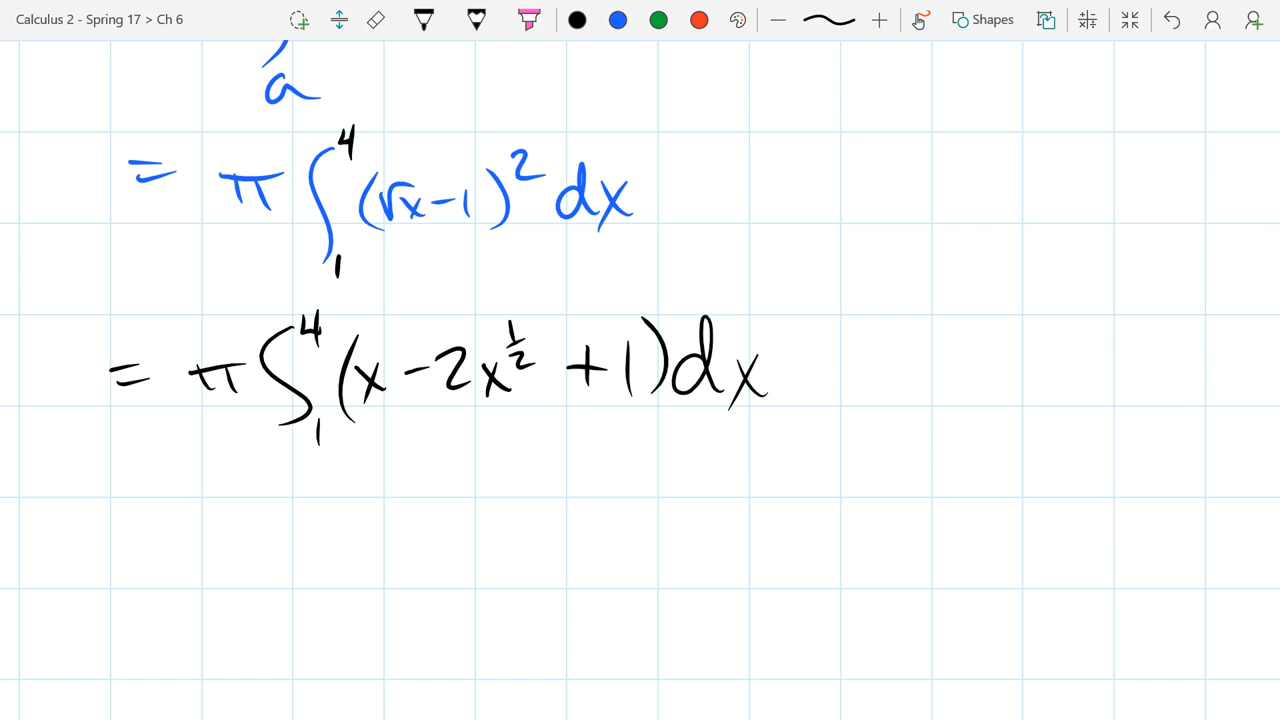 Calculus 2 - Spring 17 > Ch 6
Shapes
a
= π ∫₁⁴ (√x - 1)² dx
= π ∫₁⁴ (x - 2x^(1/2) + 1) dx